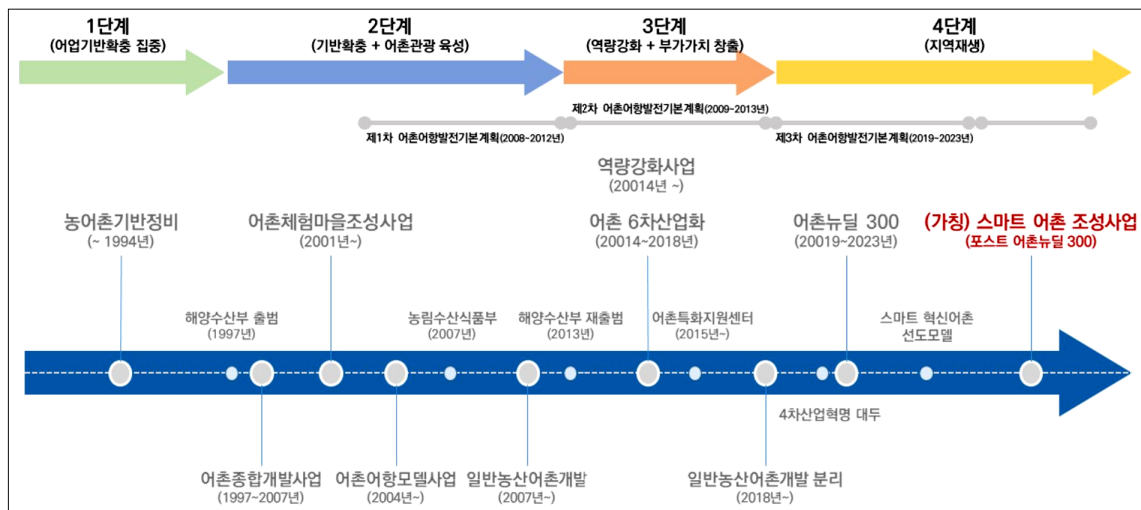 1단계
(어업기반확충 집중)
2단계
(기반확충 + 어촌관광 육성)
3단계
(역량강화 + 부가가치 창출)
4단계
(지역재생)
제2차 어촌어항발전기본계획(2009~2013년)
제1차 어촌어항발전기본계획(2008~2012년)
제3차 어촌어항발전기본계획(2019~2023년)
역량강화사업
(20014년 ~)
농어촌기반정비
(~ 1994년)
어촌체험마을조성사업
(2001년~)
어촌 6차산업화
(20014~2018년)
어촌뉴딜 300
(20019~2023년)
(가칭) 스마트 어촌 조성사업
(포스트 어촌뉴딜 300)
해양수산부 출범
(1997년)
농림수산식품부
(2007년)
해양수산부 재출범
(2013년)
어촌특화지원센터
(2015년~)
스마트 혁신어촌
선도모델
4차산업혁명 대두
어촌종합개발사업
(1997~2007년)
어촌어항모델사업
(2004년~)
일반농산어촌개발
(2007년~)
일반농산어촌개발 분리
(2018년~)